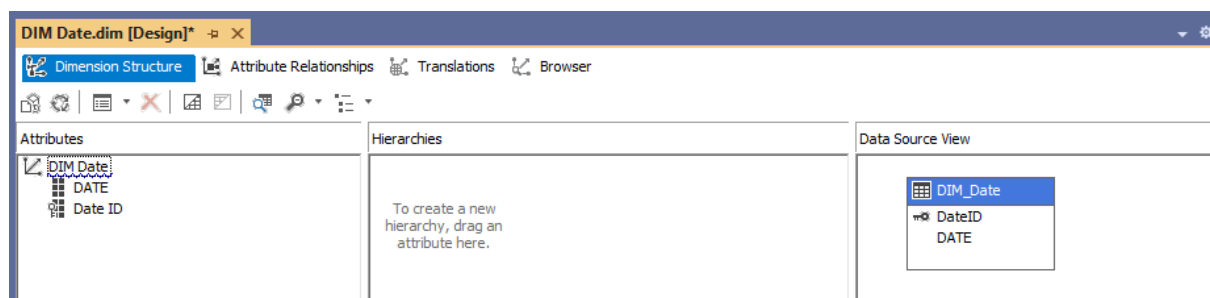 DIM Date.dim [Design]*
Dimension Structure Attribute Relationships Translations Browser
Attributes Hierarchies Data Source View
DIM Date
DATE
Date ID
To create a new
hierarchy, drag an
attribute here.
DIM_Date
DateID
DATE